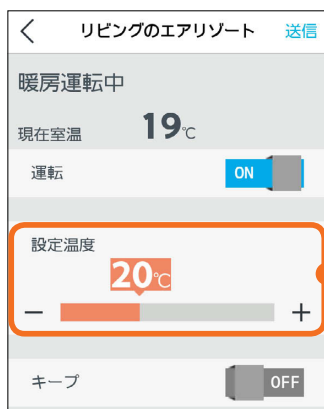 リビングのエアリゾート 送信
暖房運転中
現在室温 19℃
運転 ON
設定温度
20℃
− +
キープ OFF